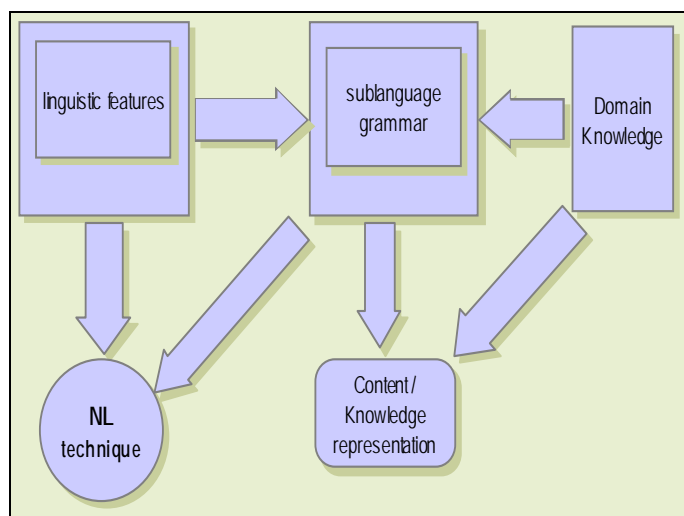 linguistic features
sublanguage
grammar
Domain
Knowledge
NL
technique
Content /
Knowledge
representation